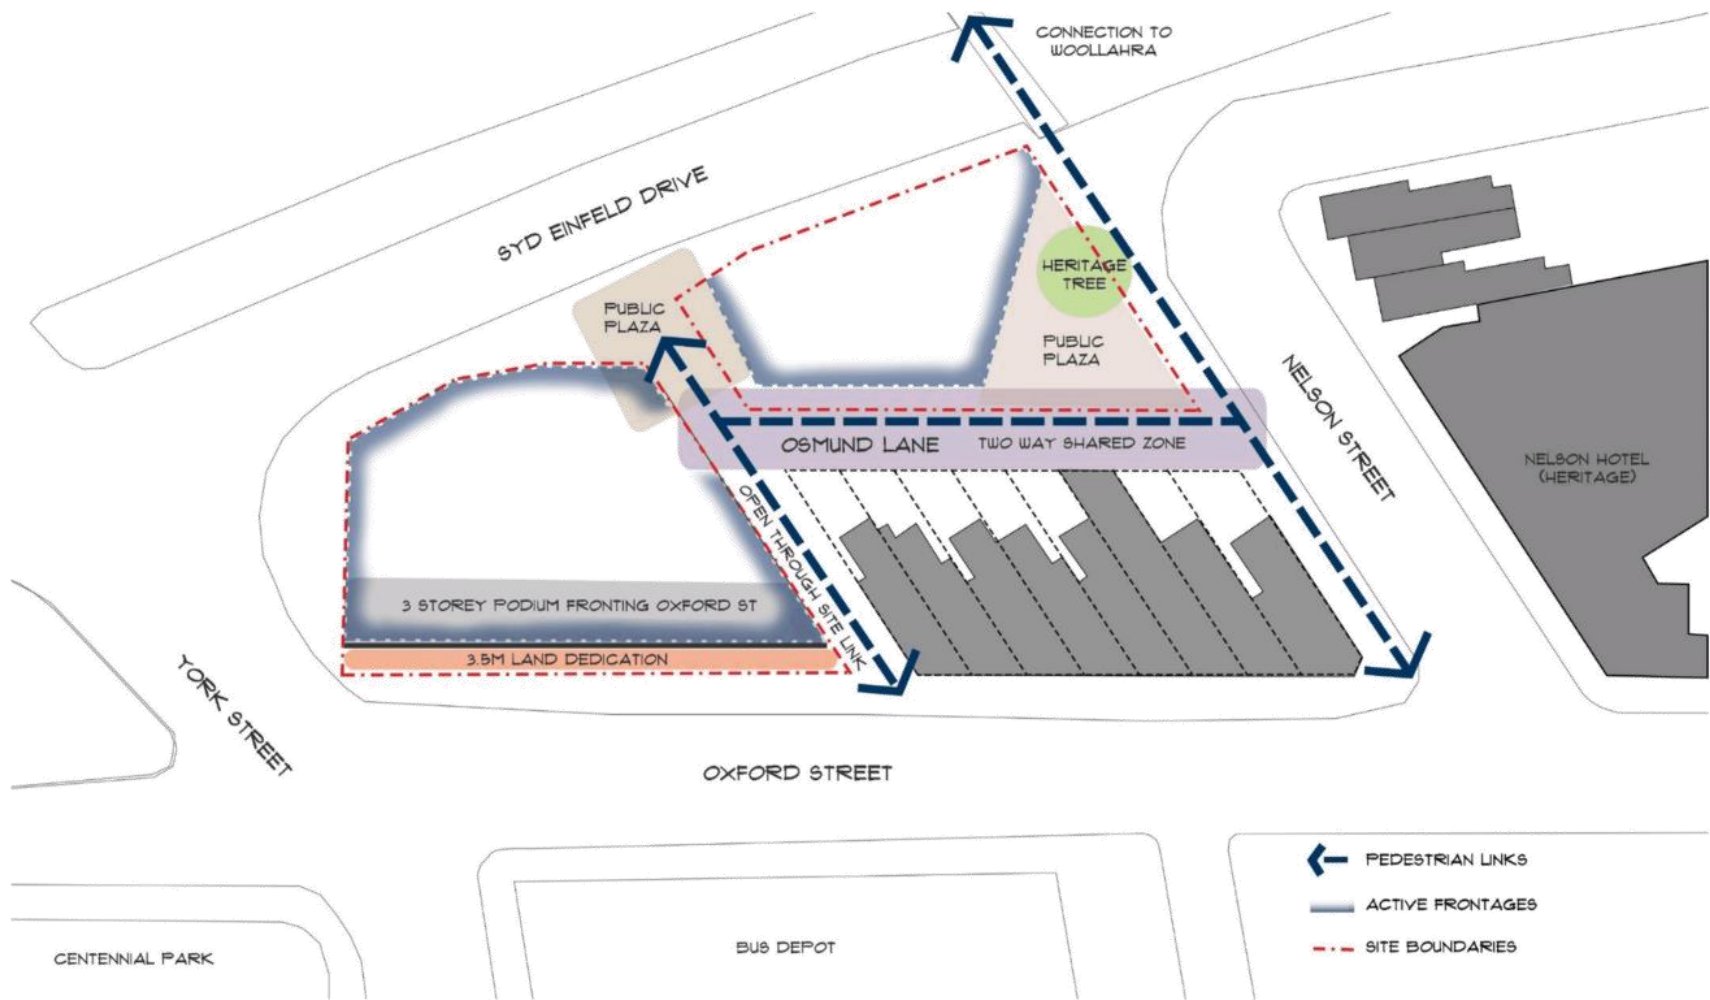 CONNECTION TO
WOOLLAHRA
SYD EINFELD DRIVE
HERITAGE
TREE
PUBLIC
PLAZA
PUBLIC
PLAZA
NELSON STREET
OSMUND LANE
TWO WAY SHARED ZONE
NELSON HOTEL
(HERITAGE)
OPEN THROUGH SITE LINK
3 STOREY PODIUM FRONTING OXFORD ST
3.5M LAND DEDICATION
YORK STREET
OXFORD STREET
PEDESTRIAN LINKS
ACTIVE FRONTAGES
SITE BOUNDARIES
BUS DEPOT
CENTENNIAL PARK